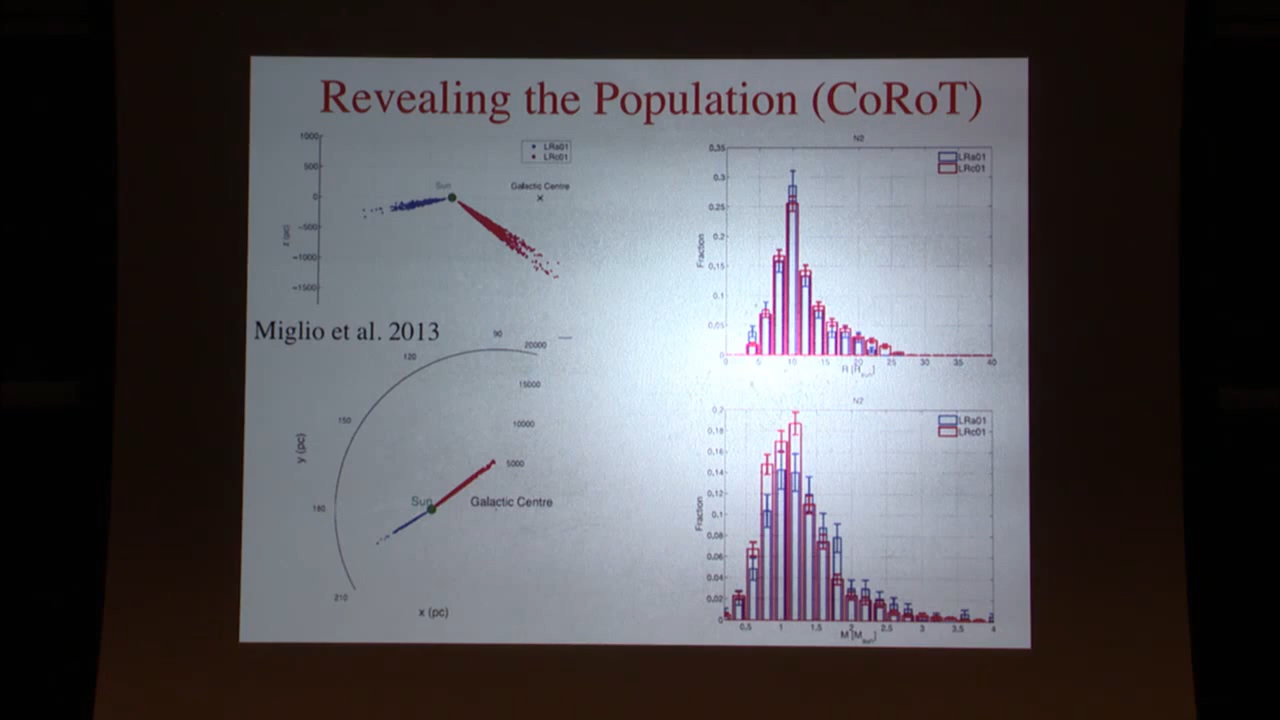 Revealing the Population (CoRoT)
1000
500
0
-500
-1000
-1500
z (pc)
LRa01
LRc01
Sun
Galactic Centre
Miglio et al. 2013
90
120
150
180
210
20000
15000
10000
5000
y (pc)
Sun
Galactic Centre
x (pc)
N2
0,35
0,3
0,25
0,2
0,15
0,1
0,05
0
Fraction
LRa01
LRc01
0 5 10 15 20 25 30 35 40
R [Rsun]
N2
0,2
0,18
0,16
0,14
0,12
0,1
0,08
0,06
0,04
0,02
0
Fraction
LRa01
LRc01
0,5 1 1,5 2 2,5 3 3,5 4
M [Msun]